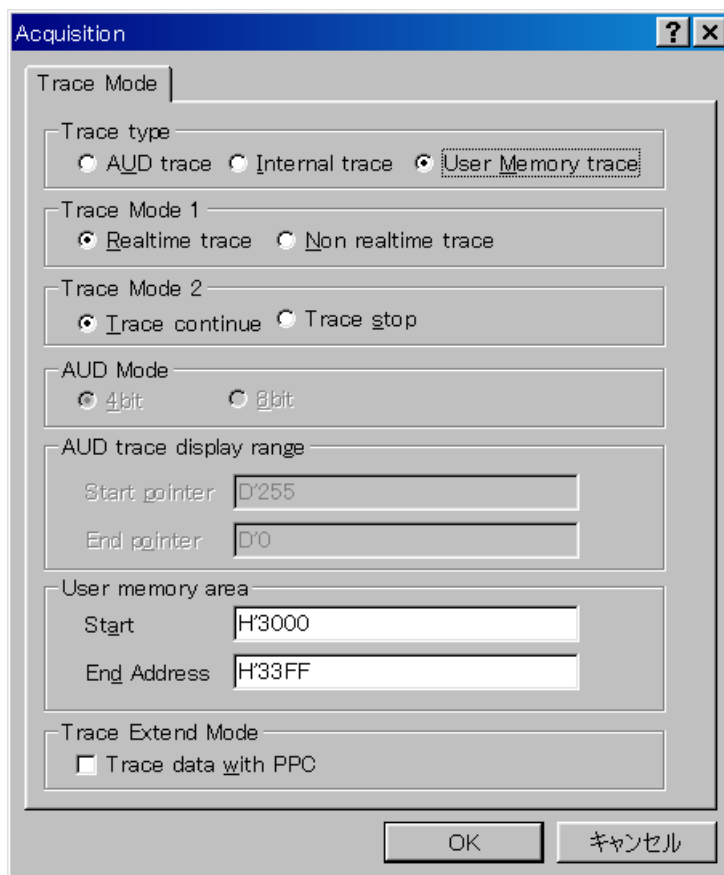 Acquisition
Trace Mode
Trace type
AUD trace Internal trace User Memory trace
Trace Mode 1
Realtime trace Non realtime trace
Trace Mode 2
Trace continue Trace stop
AUD Mode
4bit 8bit
AUD trace display range
Start pointer D'255
End pointer D'0
User memory area
Start H'3000
End Address H'33FF
Trace Extend Mode
Trace data with PPC
OK キャンセル